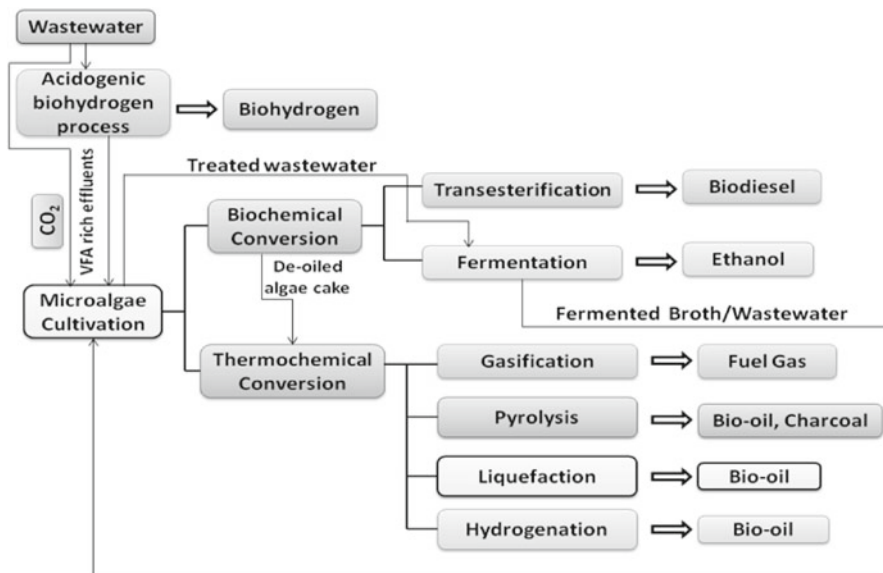 Wastewater
Acidogenic
biohydrogen
process
Biohydrogen
Treated wastewater
CO₂
VFA rich effluents
Transesterification
Biodiesel
Biochemical
Conversion
Fermentation
Ethanol
De-oiled
algae cake
Microalgae
Cultivation
Fermented Broth/Wastewater
Thermochemical
Conversion
Gasification
Fuel Gas
Pyrolysis
Bio-oil, Charcoal
Liquefaction
Bio-oil
Hydrogenation
Bio-oil